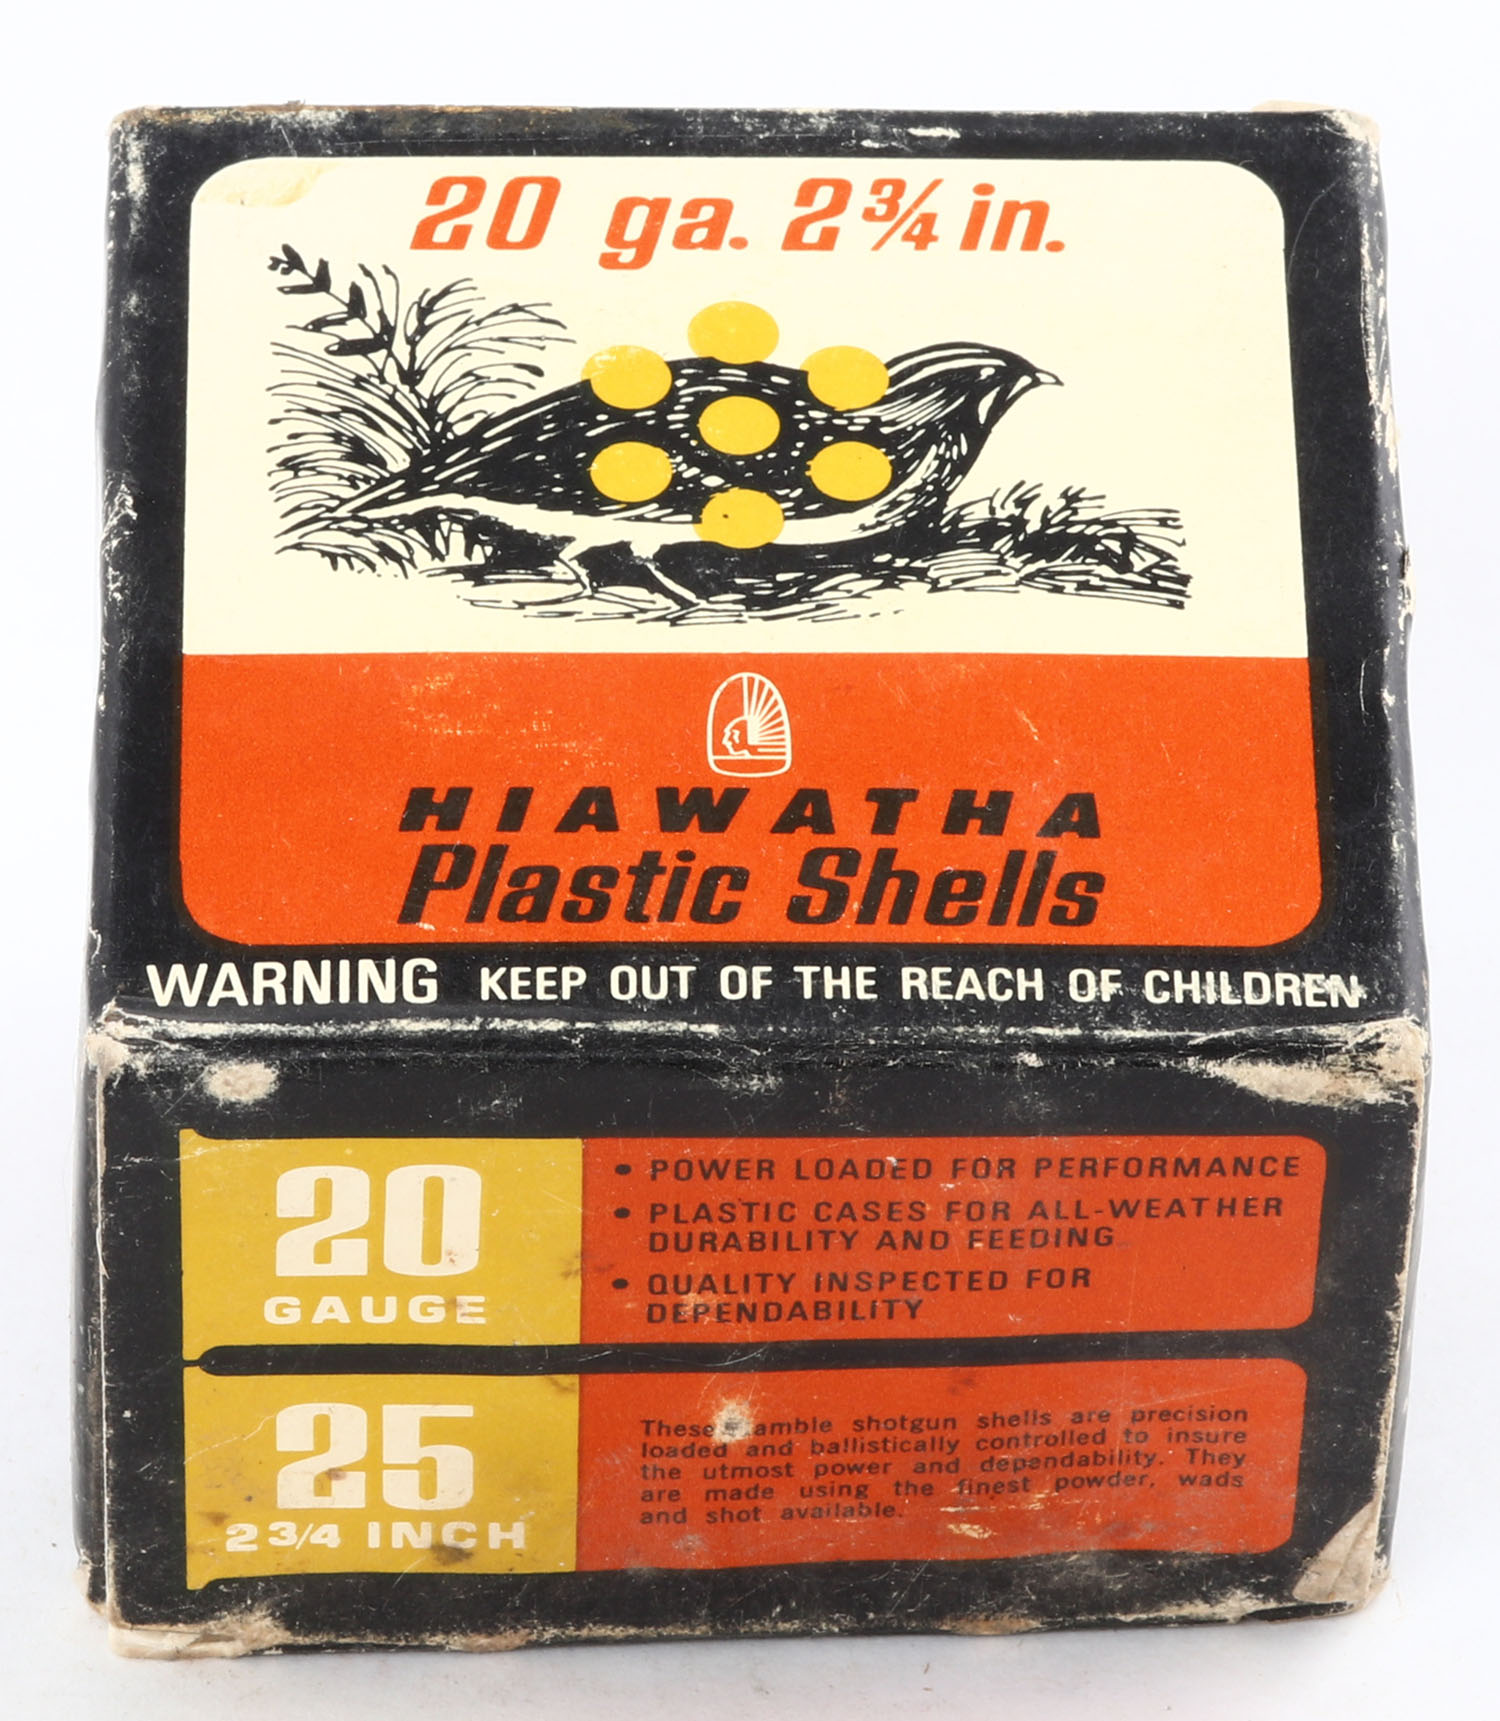 20 ga. 2 3/4 in.
HIAWATHA
Plastic Shells
WARNING KEEP OUT OF THE REACH OF CHILDREN
20
GAUGE
• POWER LOADED FOR PERFORMANCE
• PLASTIC CASES FOR ALL-WEATHER
DURABILITY AND FEEDING
• QUALITY INSPECTED FOR
DEPENDABILITY
25
2 3/4 INCH
These shotgun shells are precision
loaded and ballistically controlled to insure
the utmost power and dependability. They
are made using the finest powder, wads
and shot available.